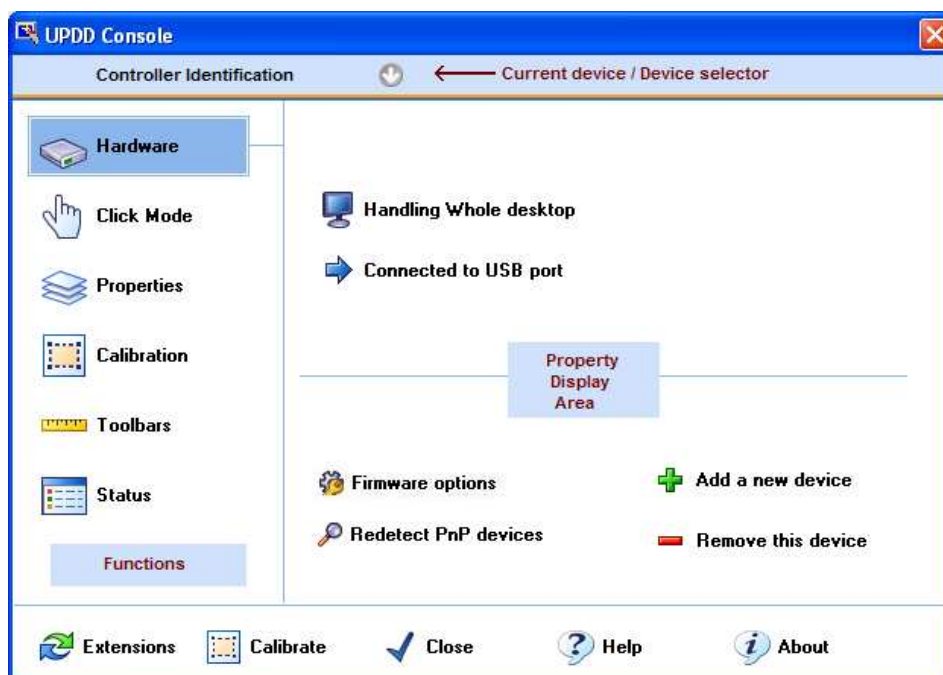 UPDD Console
Controller Identification
Current device / Device selector
Hardware
Click Mode
Properties
Calibration
Toolbars
Status
Functions
Handling Whole desktop
Connected to USB port
Property
Display
Area
Firmware options
Add a new device
Redetect PnP devices
Remove this device
Extensions
Calibrate
Close
Help
About